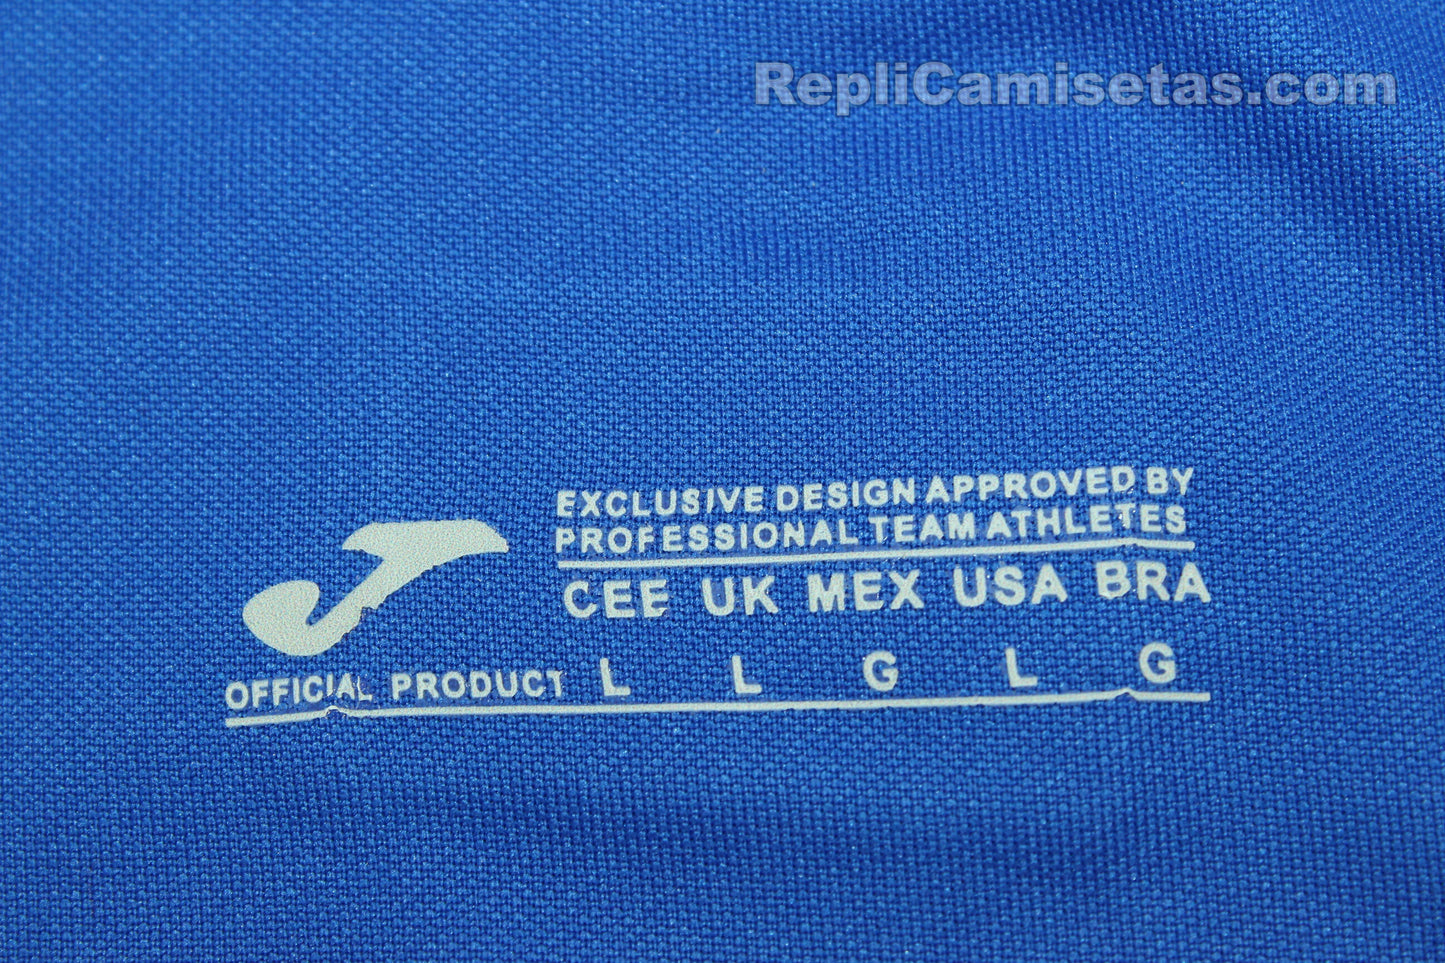 RepliCamisetas.com
EXCLUSIVE DESIGN APPROVED BY
PROFESSIONAL TEAM ATHLETES
CEE UK MEX USA BRA
OFFICIAL PRODUCT L L G L G